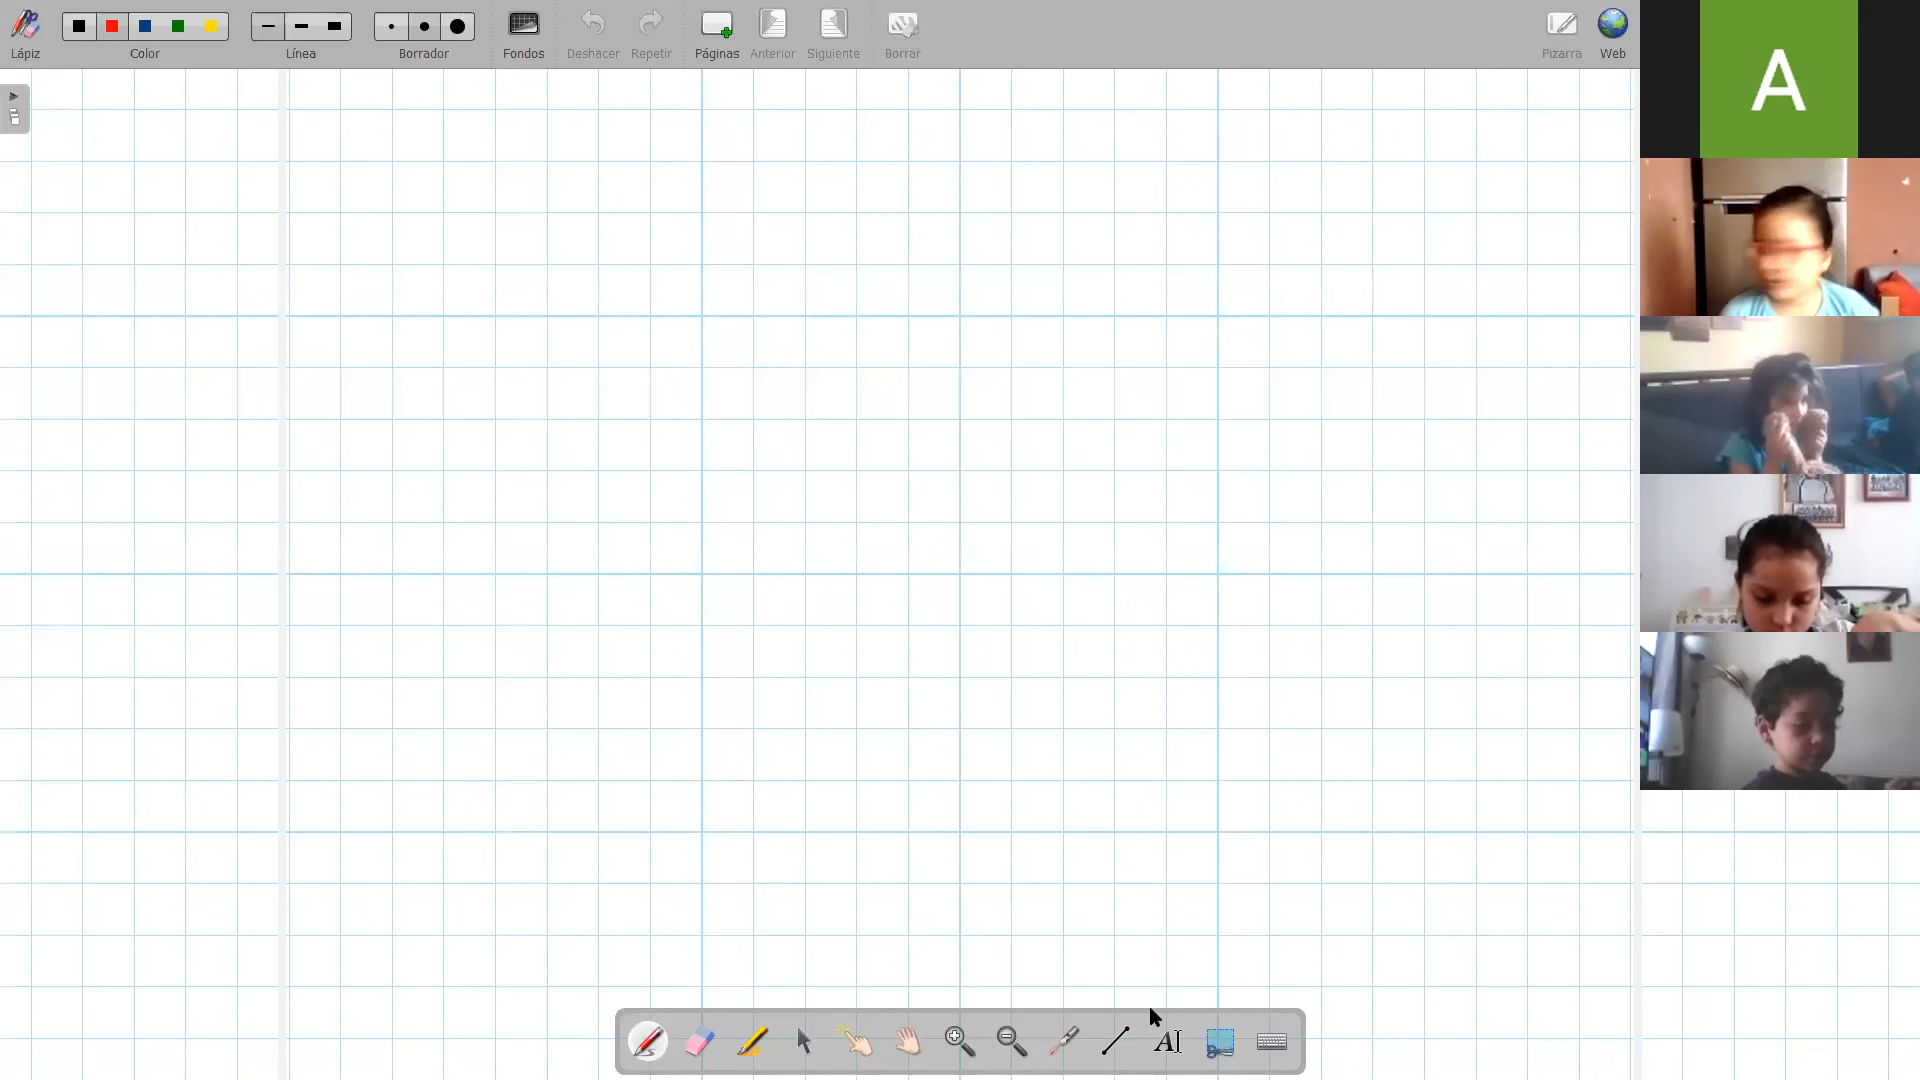 Lápiz Color Línea Borrador Fondos Deshacer Repetir Páginas Anterior Siguiente Borrar Pizarra Web
A
A